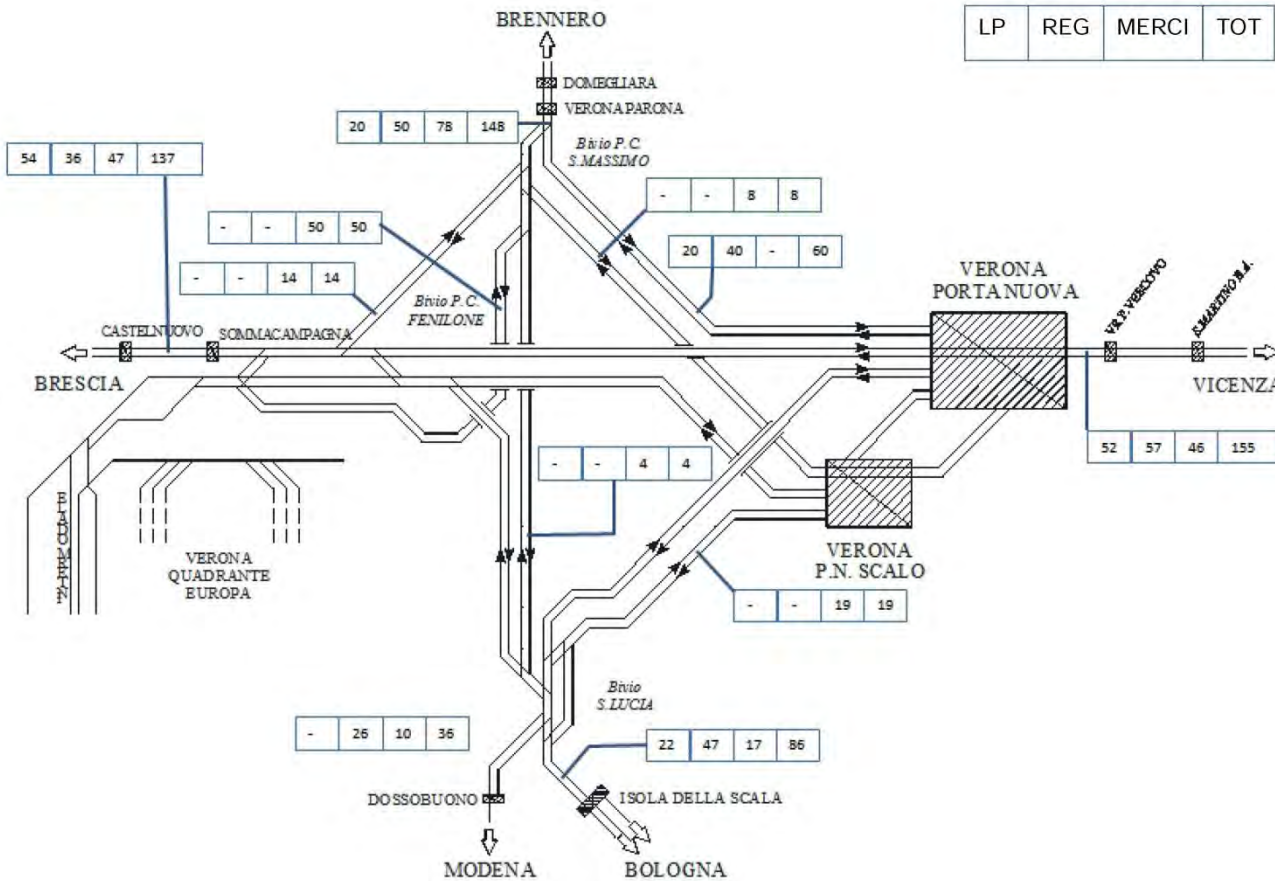 LP REG MERCI TOT
BRENNERO
DOMEGLIARA
VERONA PARONA
20 50 78 148
Bivio P.C.
S.MASSIMO
54 36 47 137
- - 8 8
- - 50 50
20 40 - 60
- - 14 14
VERONA
PORTA NUOVA
VR.P.VESCOVO
S.MARTINO B.A.
Bivio P.C.
FENILONE
CASTELNUOVO
SOMMACAMPAGNA
BRESCIA
VICENZA
52 57 46 155
- - 4 4
VERONA
QUADRANTE
EUROPA
VERONA
P.N. SCALO
- - 19 19
Bivio
S.LUCIA
- 26 10 36
22 47 17 86
DOSSOBUONO
ISOLA DELLA SCALA
MODENA
BOLOGNA